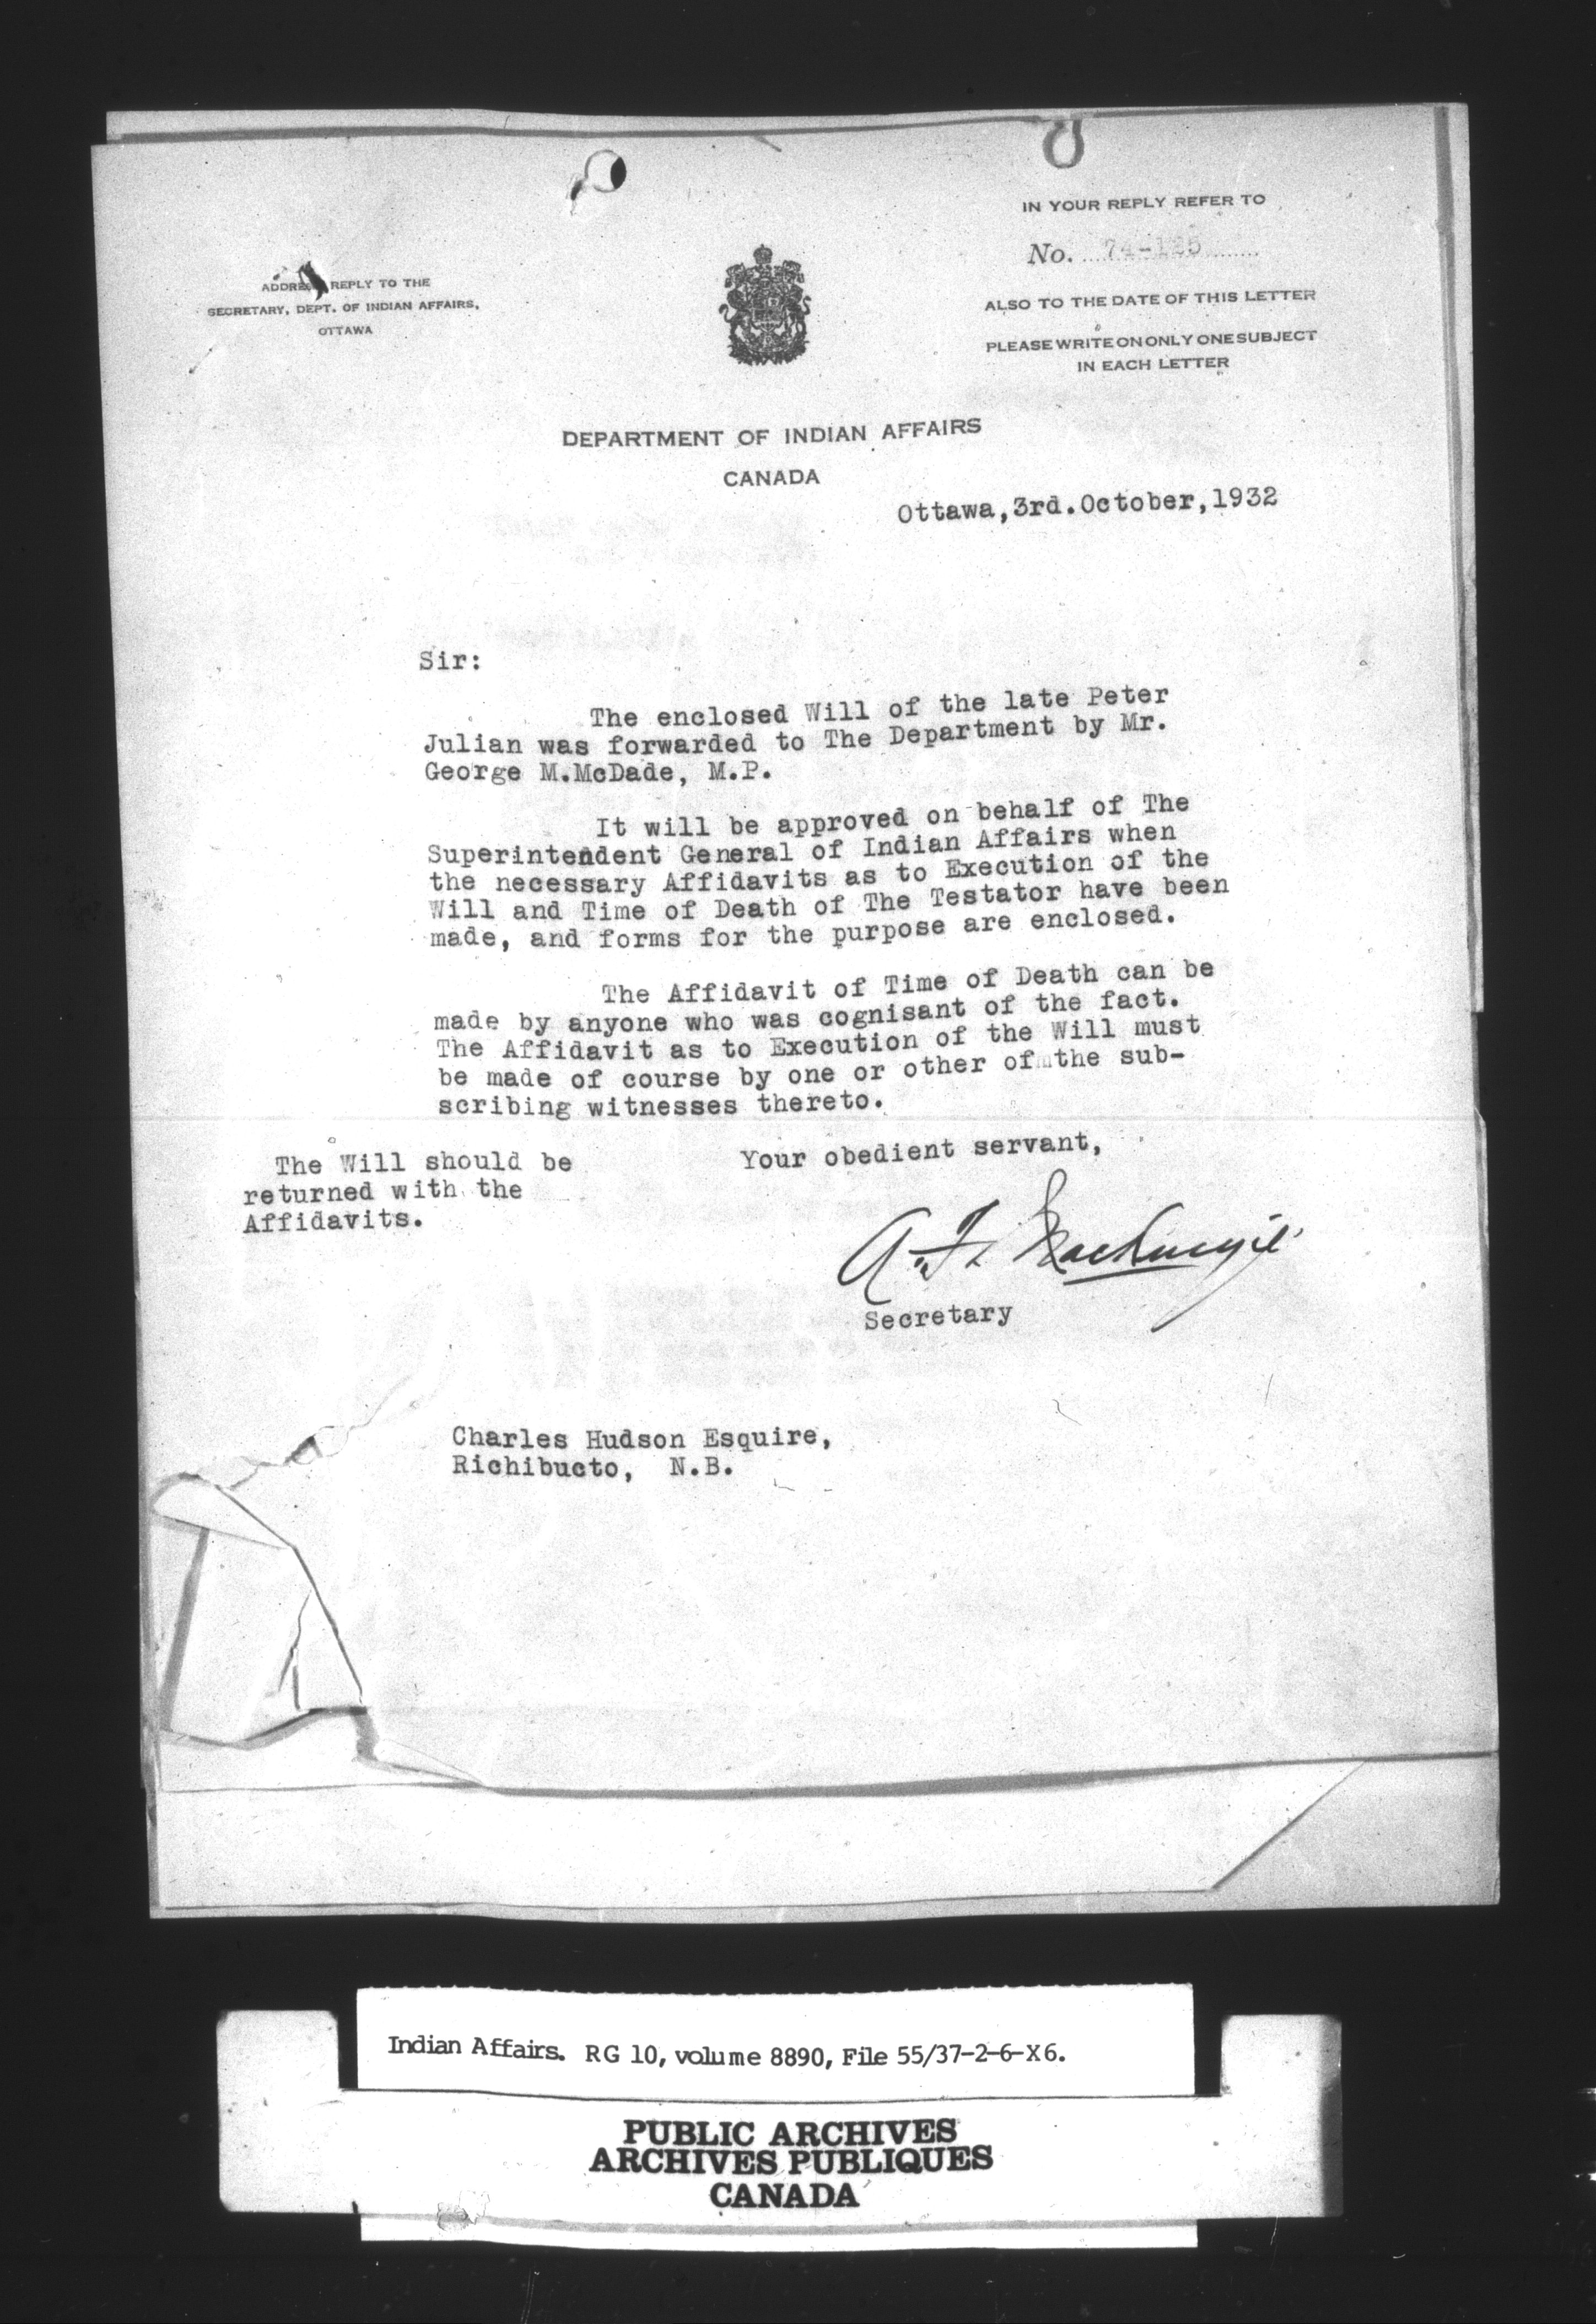 IN YOUR REPLY REFER TO
No. 74-125
ALSO TO THE DATE OF THIS LETTER
PLEASE WRITE ON ONLY ONE SUBJECT
IN EACH LETTER
REPLY TO THE
SECRETARY, DEPT. OF INDIAN AFFAIRS,
OTTAWA
DEPARTMENT OF INDIAN AFFAIRS
CANADA
Ottawa,3rd.October,1932
Sir:
The enclosed Will of the late Peter
Julian was forwarded to The Department by Mr.
George M.McDade, M.P.
It will be approved on behalf of The
Superintendent General of Indian Affairs when
the necessary Affidavits as to Execution of the
Will and Time of Death of The Testator have been
made, and forms for the purpose are enclosed.
The Affidavit of Time of Death can be
made by anyone who was cognisant of the fact.
The Affidavit as to Execution of the Will must
be made of course by one or other of the sub-
scribing witnesses thereto.
The Will should be
returned with the
Affidavits.
Your obedient servant,
A. F. MacKenzie
Secretary
Charles Hudson Esquire,
Richibucto, N.B.
Indian Affairs. RG 10, volume 8890, File 55/37-2-6-X6.
PUBLIC ARCHIVES
ARCHIVES PUBLIQUES
CANADA